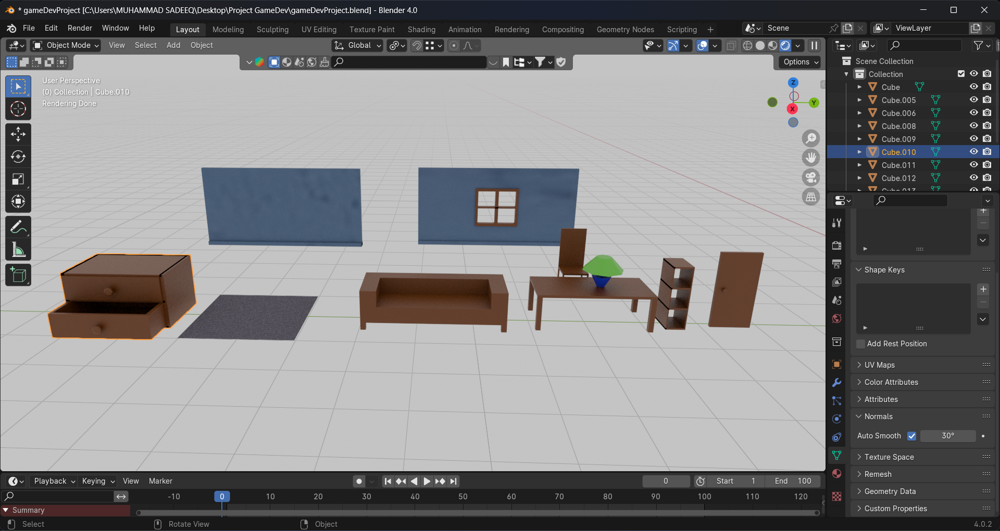 * gameDevProject [C:\Users\MUHAMMAD SADEEQ\Desktop\Project GameDev\gameDevProject.blend] - Blender 4.0
File Edit Render Window Help Layout Modeling Sculpting UV Editing Texture Paint Shading Animation Rendering Compositing Geometry Nodes Scripting + Scene ViewLayer
Object Mode View Select Add Object Global
Options
User Perspective
(0) Collection | Cube.010
Rendering Done
Z
Y
X
Scene Collection
Collection
Cube
Cube.005
Cube.006
Cube.008
Cube.009
Cube.010
Cube.011
Cube.012
Cube.013
Shape Keys
Add Rest Position
UV Maps
Color Attributes
Attributes
Normals
Auto Smooth 30°
Texture Space
Remesh
Geometry Data
Custom Properties
Playback Keying View Marker 0 Start 1 End 100
-10 0 10 20 30 40 50 60 70 80 90 100 110 120
Summary
Select Rotate View Object 4.0.2